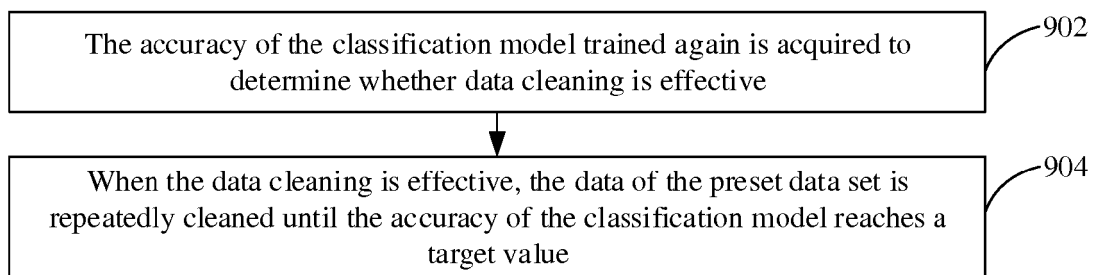 The accuracy of the classification model trained again is acquired to
determine whether data cleaning is effective
902
When the data cleaning is effective, the data of the preset data set is
repeatedly cleaned until the accuracy of the classification model reaches a
target value
904